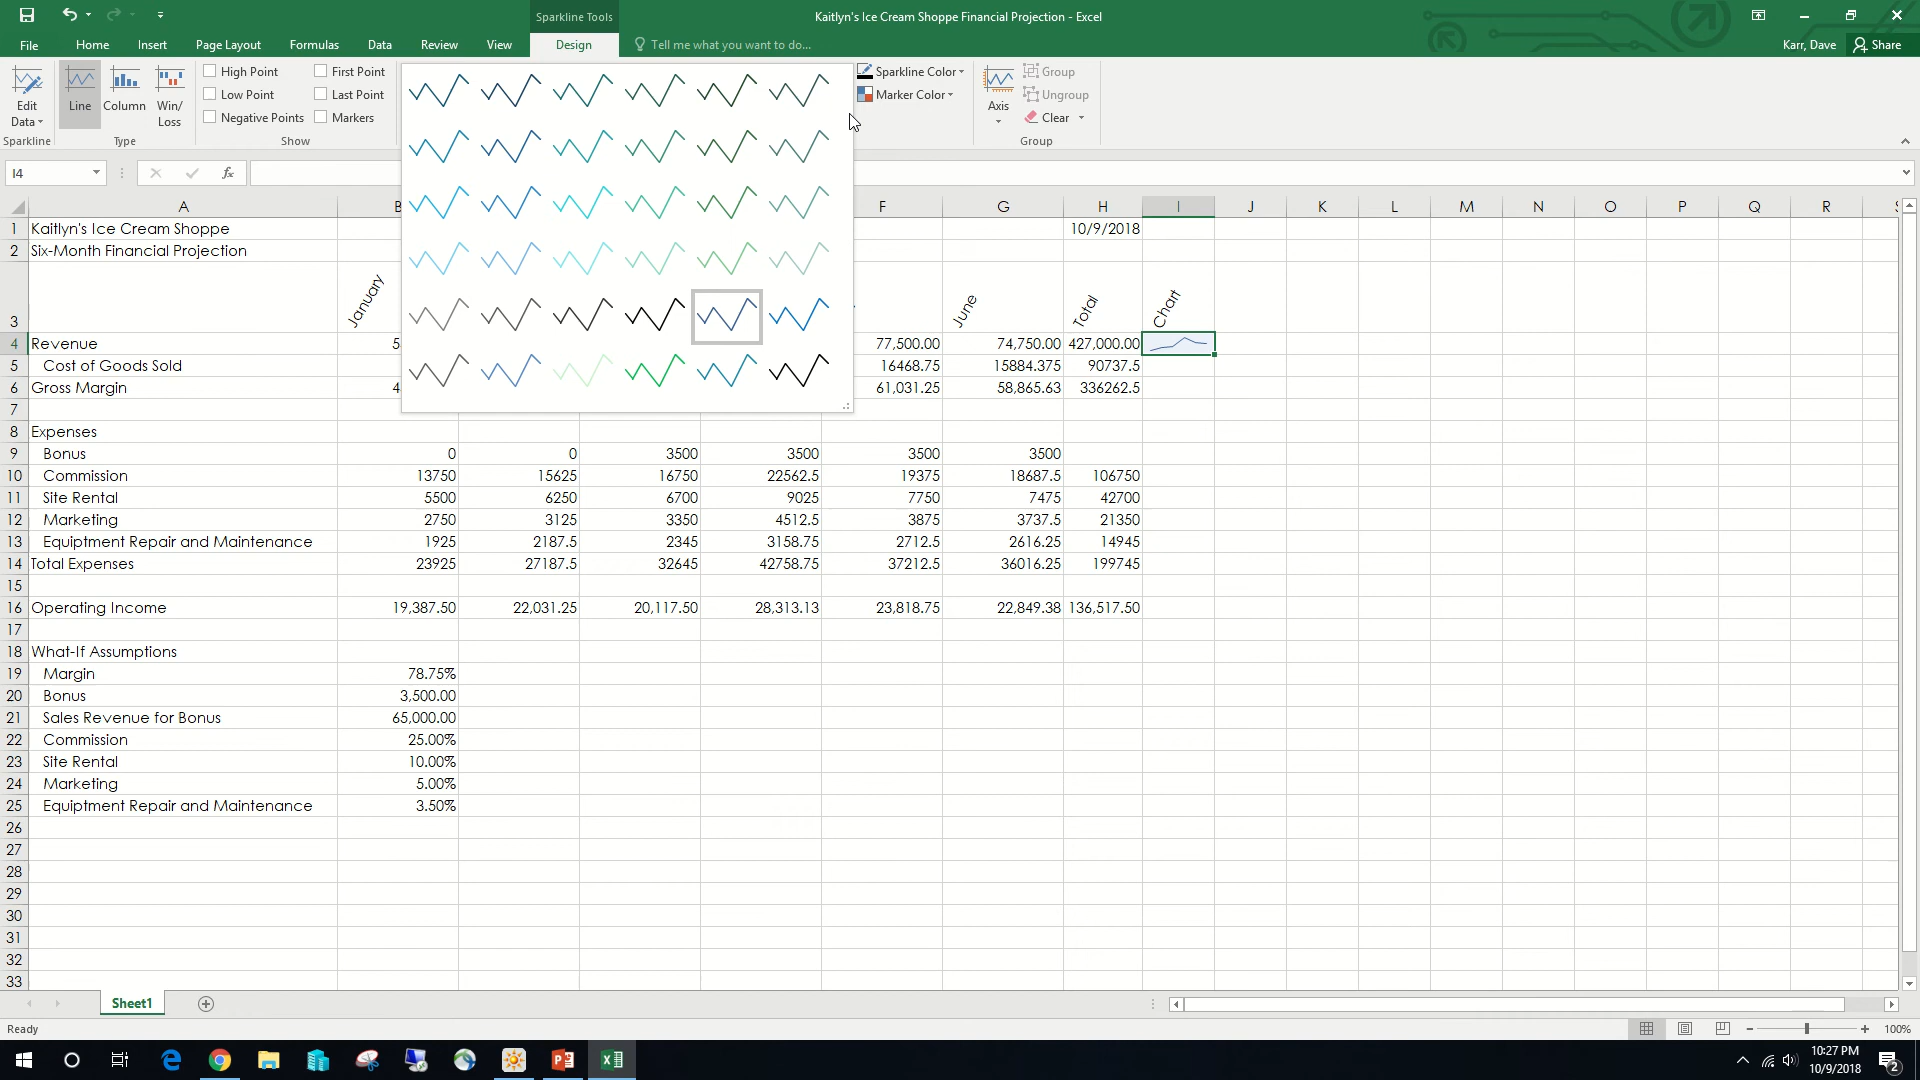 Sparkline Tools
Kaitlyn's Ice Cream Shoppe Financial Projection - Excel
File Home Insert Page Layout Formulas Data Review View Design Tell me what you want to do... Karr, Dave Share
Edit Data
Line
Column
Win/ Loss
High Point First Point
Low Point Last Point
Negative Points Markers
Sparkline Color
Marker Color
Axis
Group
Ungroup
Clear
Sparkline Type Show Group
I4 fx
A B F G H I J K L M N O P Q R
1 Kaitlyn's Ice Cream Shoppe 10/9/2018
2 Six-Month Financial Projection
3 January June Total Chart
4 Revenue 5 77,500.00 74,750.00 427,000.00
5 Cost of Goods Sold 16468.75 15884.375 90737.5
6 Gross Margin 4 61,031.25 58,865.63 336262.5
7
8 Expenses
9 Bonus 0 0 3500 3500 3500 3500
10 Commission 13750 15625 16750 22562.5 19375 18687.5 106750
11 Site Rental 5500 6250 6700 9025 7750 7475 42700
12 Marketing 2750 3125 3350 4512.5 3875 3737.5 21350
13 Equiptment Repair and Maintenance 1925 2187.5 2345 3158.75 2712.5 2616.25 14945
14 Total Expenses 23925 27187.5 32645 42758.75 37212.5 36016.25 199745
15
16 Operating Income 19,387.50 22,031.25 20,117.50 28,313.13 23,818.75 22,849.38 136,517.50
17
18 What-If Assumptions
19 Margin 78.75%
20 Bonus 3,500.00
21 Sales Revenue for Bonus 65,000.00
22 Commission 25.00%
23 Site Rental 10.00%
24 Marketing 5.00%
25 Equiptment Repair and Maintenance 3.50%
26
27
28
29
30
31
32
33
Sheet1
Ready 100%
10:27 PM
10/9/2018
2